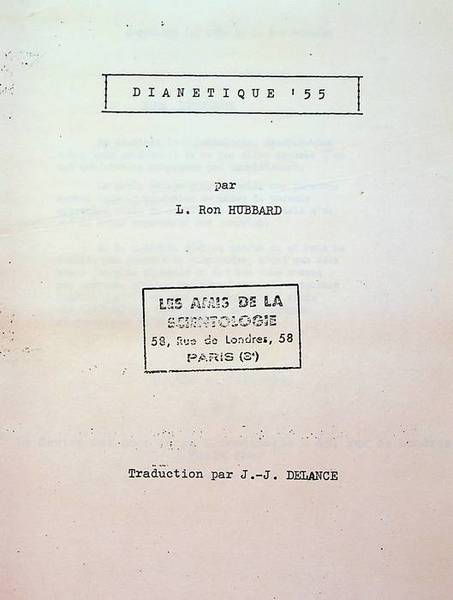 DIANETIQUE '55
par
L. Ron HUBBARD
LES AMIS DE LA
SCIENTOLOGIE
58, Rue de Londres, 58
PARIS (8ᵉ)
Traduction par J.-J. DELANCE